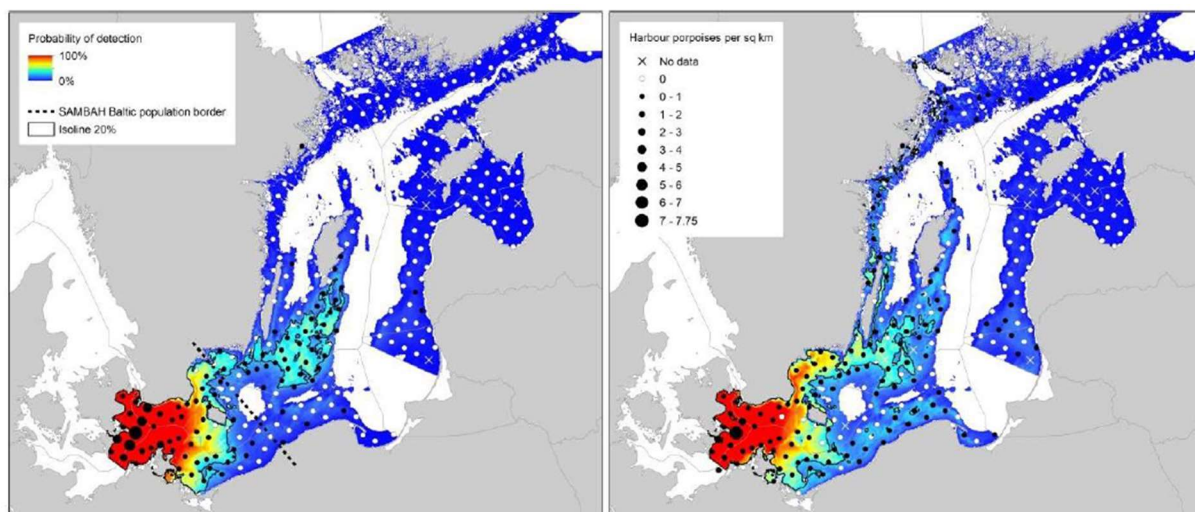 Probability of detection
100%
0%
SAMBAH Baltic population border
Isoline 20%
Harbour porpoises per sq km
No data
0
0 - 1
1 - 2
2 - 3
3 - 4
4 - 5
5 - 6
6 - 7
7 - 7.75